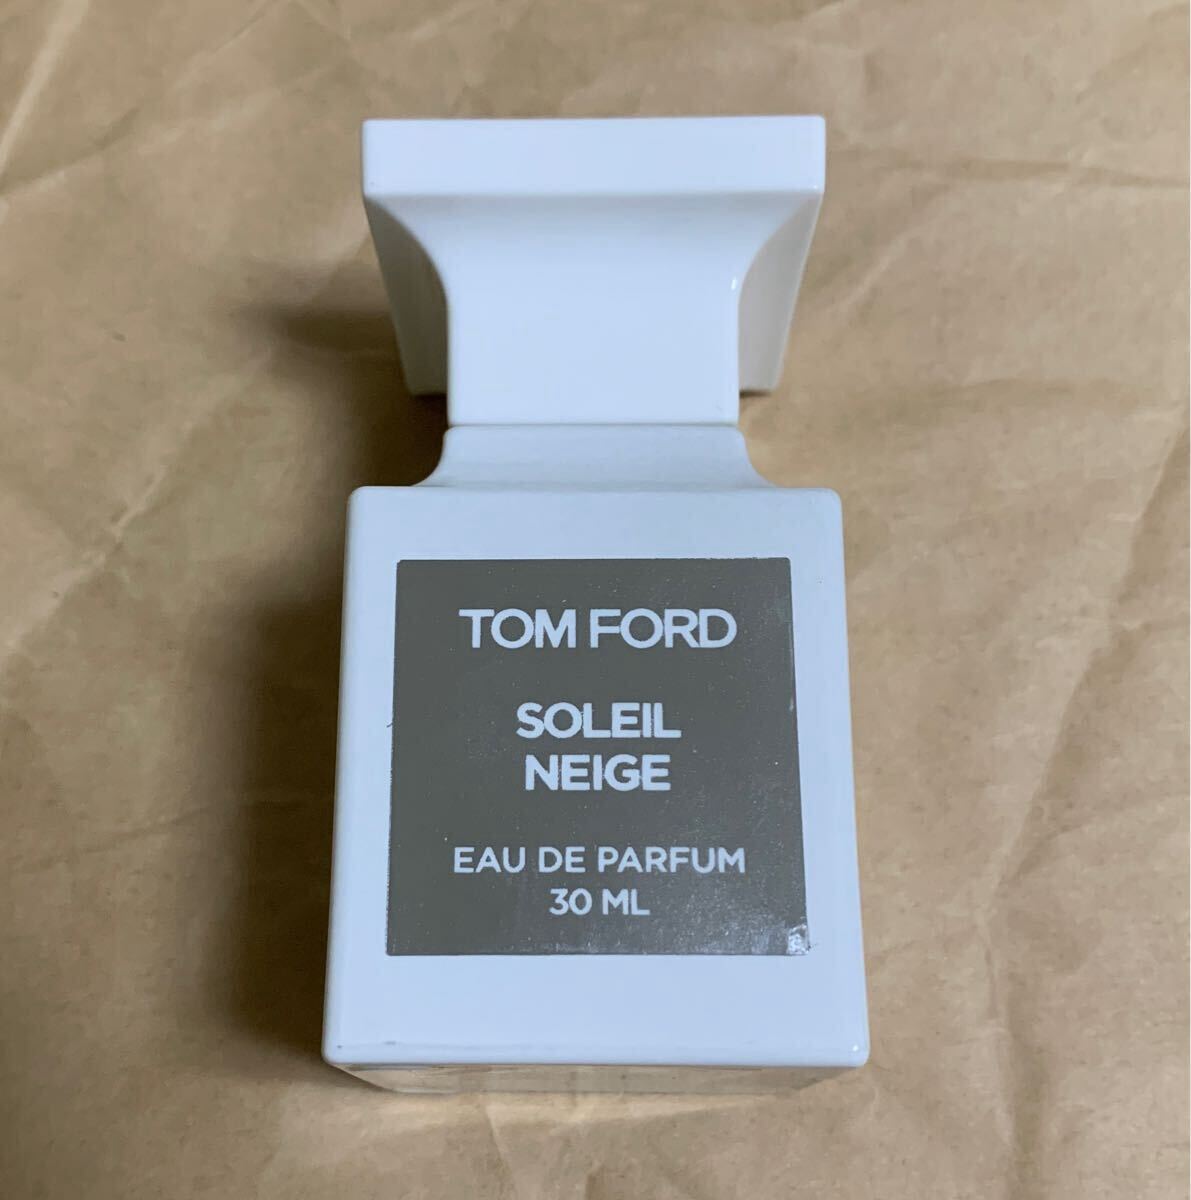 TOM FORD
SOLEIL
NEIGE
EAU DE PARFUM
30 ML